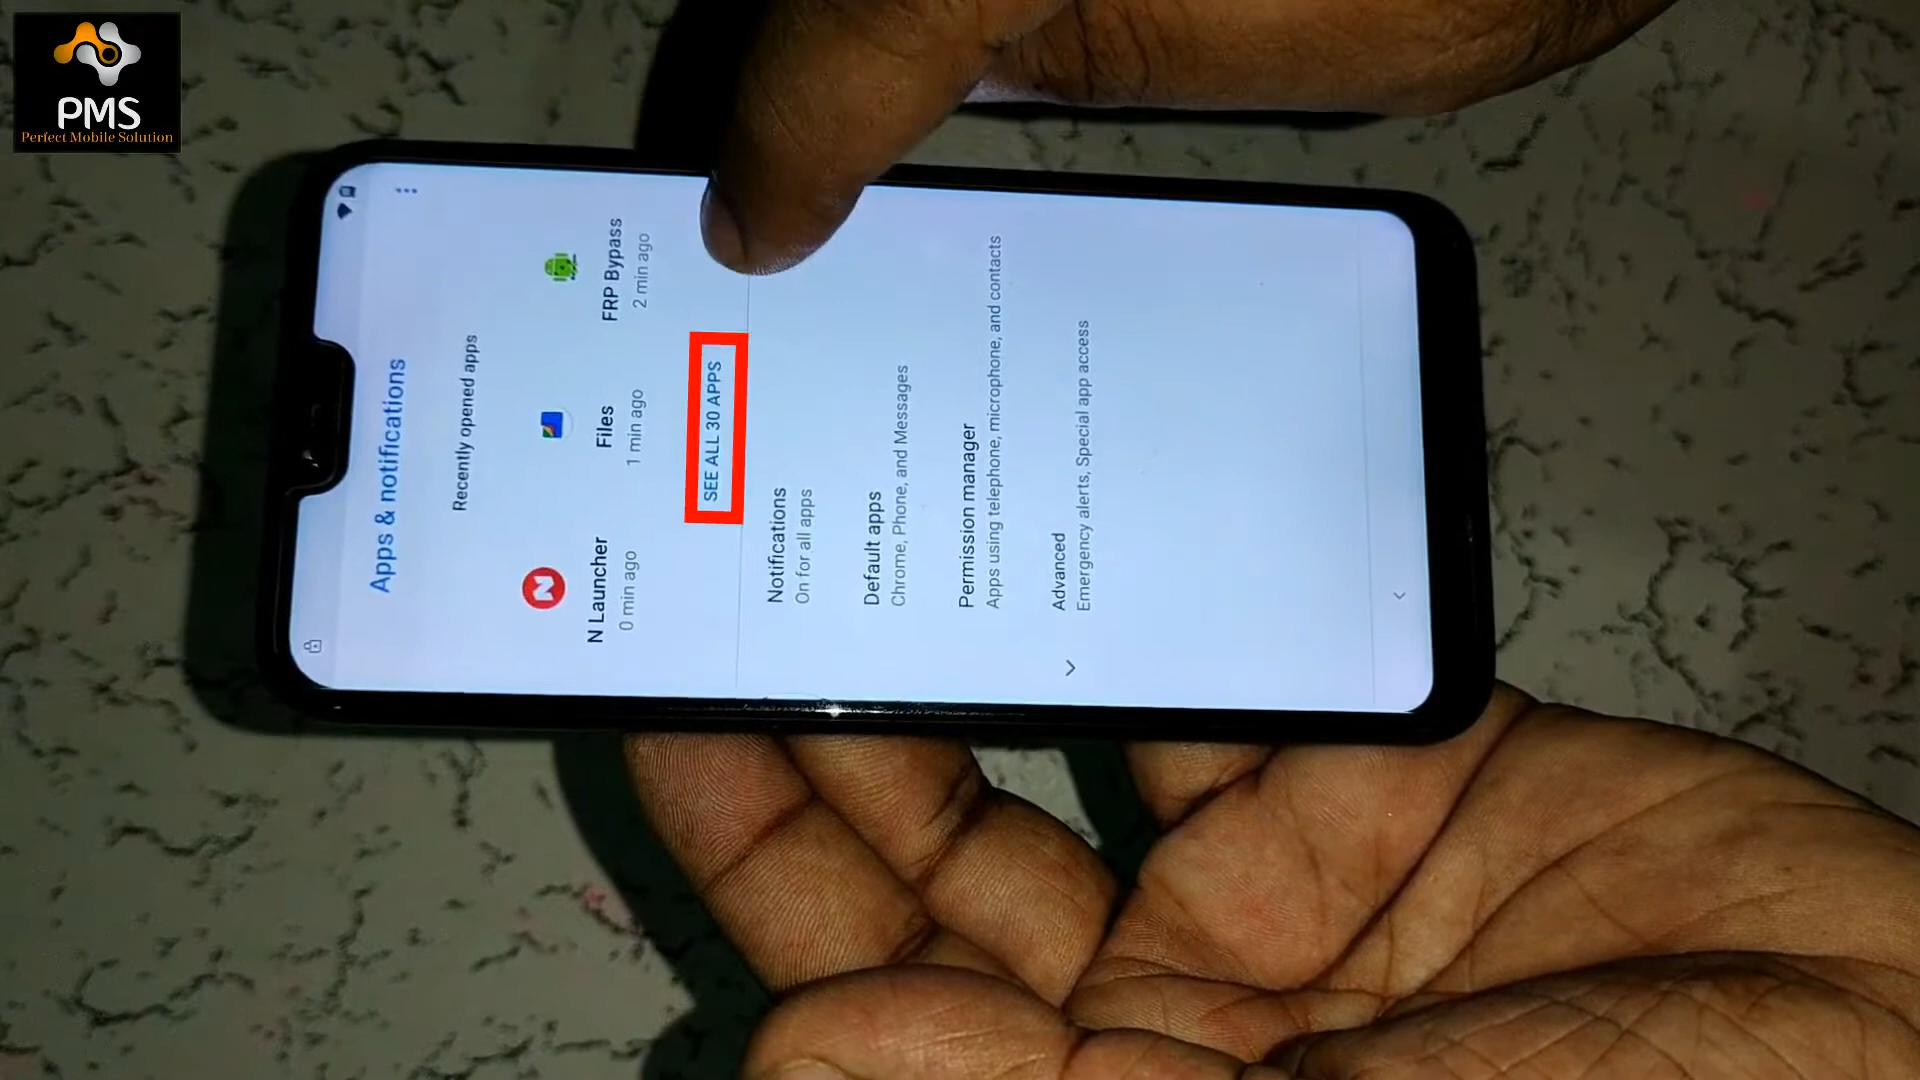 PMS
Perfect Mobile Solution
Apps & notifications
Recently opened apps
N Launcher
0 min ago
Files
1 min ago
FRP Bypass
2 min ago
SEE ALL 30 APPS
Notifications
On for all apps
Default apps
Chrome, Phone, and Messages
Permission manager
Apps using telephone, microphone, and contacts
Advanced
Emergency alerts, Special app access